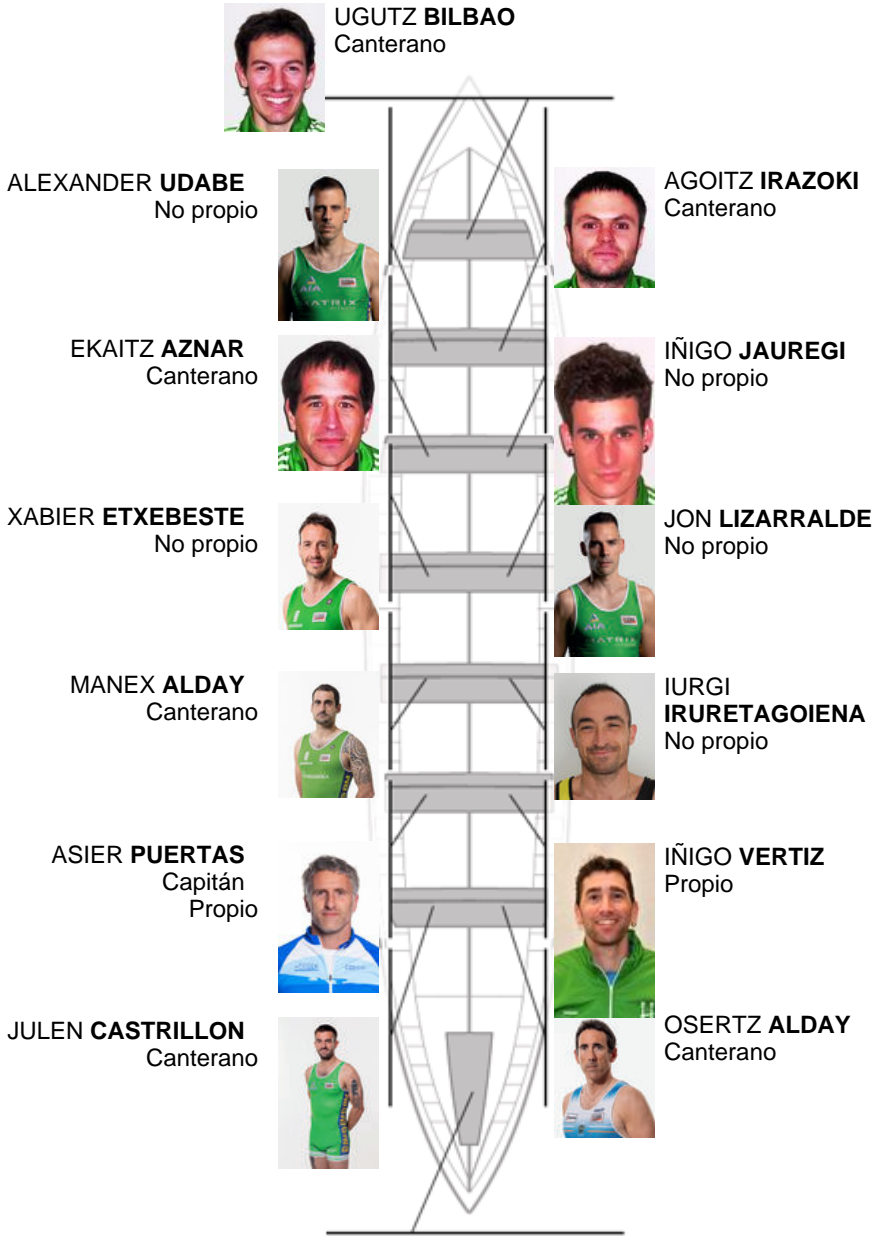 UGUTZ BILBAO
Canterano
ALEXANDER UDABE
No propio
AGOITZ IRAZOKI
Canterano
EKAITZ AZNAR
Canterano
IÑIGO JAUREGI
No propio
XABIER ETXEBESTE
No propio
JON LIZARRALDE
No propio
MANEX ALDAY
Canterano
IURGI
IRURETAGOIENA
No propio
ASIER PUERTAS
Capitán
Propio
IÑIGO VERTIZ
Propio
JULEN CASTRILLON
Canterano
OSERTZ ALDAY
Canterano